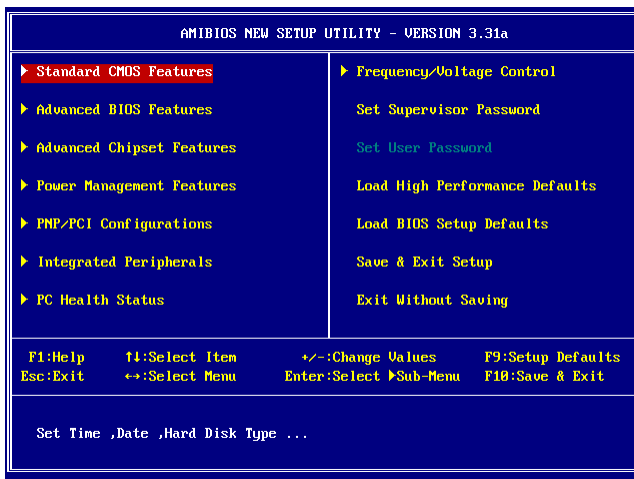 AMIBIOS NEW SETUP UTILITY - VERSION 3.31a
Standard CMOS Features
Advanced BIOS Features
Advanced Chipset Features
Power Management Features
PNP/PCI Configurations
Integrated Peripherals
PC Health Status
Frequency/Voltage Control
Set Supervisor Password
Set User Password
Load High Performance Defaults
Load BIOS Setup Defaults
Save & Exit Setup
Exit Without Saving
F1:Help ↑↓:Select Item +/-:Change Values F9:Setup Defaults
Esc:Exit ↔:Select Menu Enter:Select ▶Sub-Menu F10:Save & Exit
Set Time ,Date ,Hard Disk Type ...